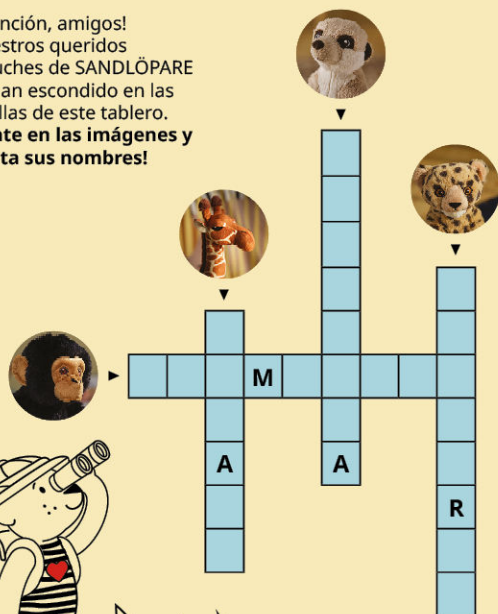 nción, amigos!
estros queridos
uches de SANDLÖPARE
an escondido en las
llas de este tablero.
nte en las imágenes y
ta sus nombres!
M
A
A
R